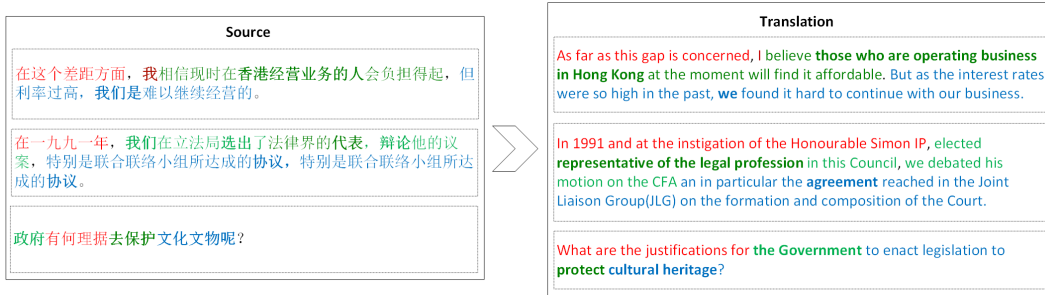 Source
在这个差距方面，我相信现时在香港经营业务的人会负担得起，但
利率过高，我们是难以继续经营的。
在一九九一年，我们在立法局选出了法律界的代表，辩论他的议
案，特别是联合联络小组所达成的协议，特别是联合联络小组所达
成的协议。
政府有何理据去保护文化文物呢？
Translation
As far as this gap is concerned, I believe those who are operating business
in Hong Kong at the moment will find it affordable. But as the interest rates
were so high in the past, we found it hard to continue with our business.
In 1991 and at the instigation of the Honourable Simon IP, elected
representative of the legal profession in this Council, we debated his
motion on the CFA an in particular the agreement reached in the Joint
Liaison Group(JLG) on the formation and composition of the Court.
What are the justifications for the Government to enact legislation to
protect cultural heritage?